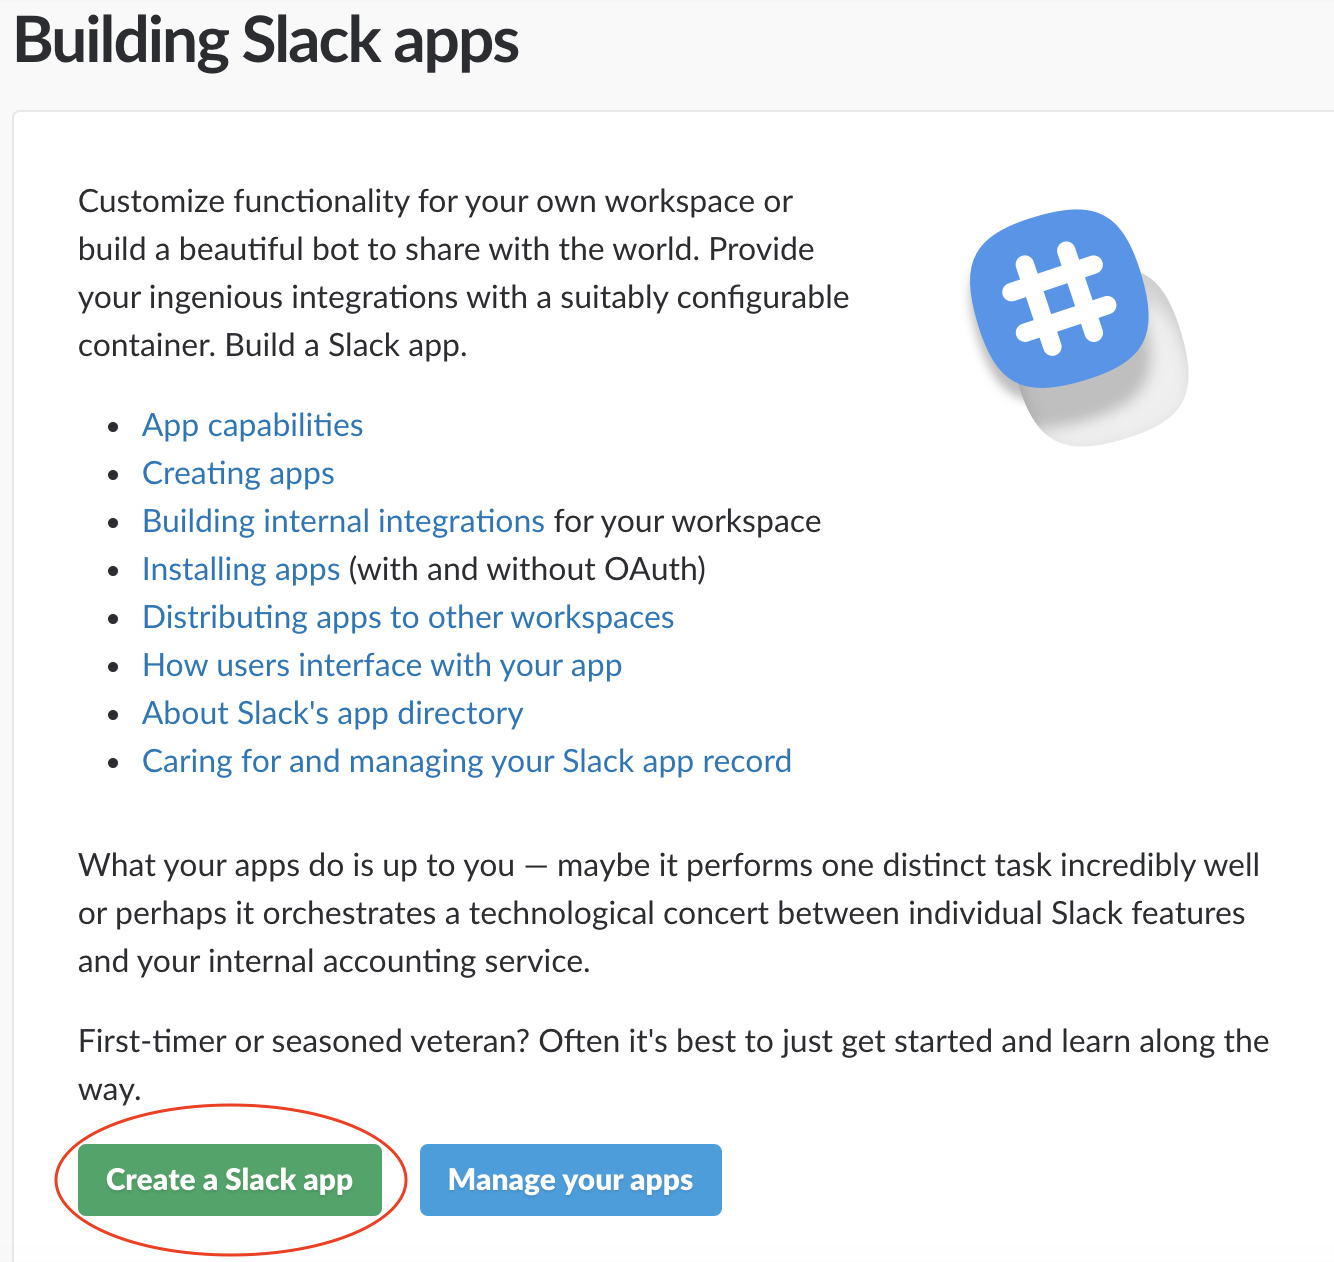 Building Slack apps
Customize functionality for your own workspace or
build a beautiful bot to share with the world. Provide
your ingenious integrations with a suitably configurable
container. Build a Slack app.
App capabilities
Creating apps
Building internal integrations for your workspace
Installing apps (with and without OAuth)
Distributing apps to other workspaces
How users interface with your app
About Slack's app directory
Caring for and managing your Slack app record
What your apps do is up to you — maybe it performs one distinct task incredibly well
or perhaps it orchestrates a technological concert between individual Slack features
and your internal accounting service.
First-timer or seasoned veteran? Often it's best to just get started and learn along the
way.
Create a Slack app
Manage your apps